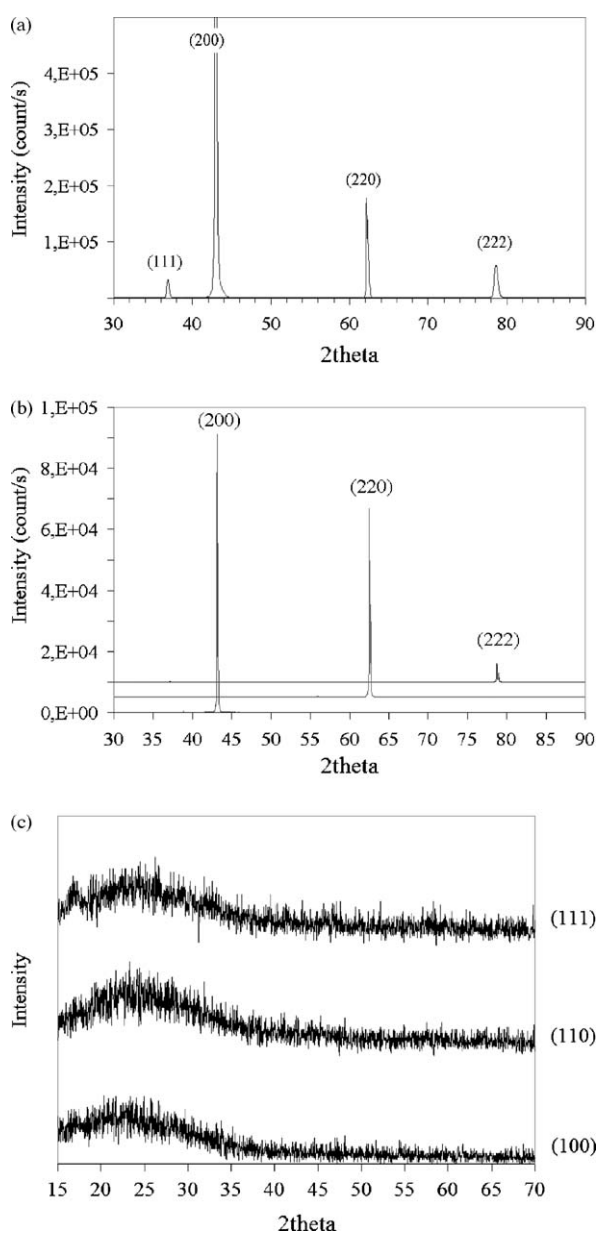 (a)
(200)
4,E+05
3,E+05
(220)
2,E+05
(222)
1,E+05
(111)
Intensity (count/s)
30 40 50 60 70 80 90
2theta
(b)
1,E+05
(200)
8,E+04
(220)
6,E+04
4,E+04
(222)
2,E+04
0,E+00
Intensity (count/s)
30 35 40 45 50 55 60 65 70 75 80 85 90
2theta
(c)
(111)
Intensity
(110)
(100)
15 20 25 30 35 40 45 50 55 60 65 70
2theta